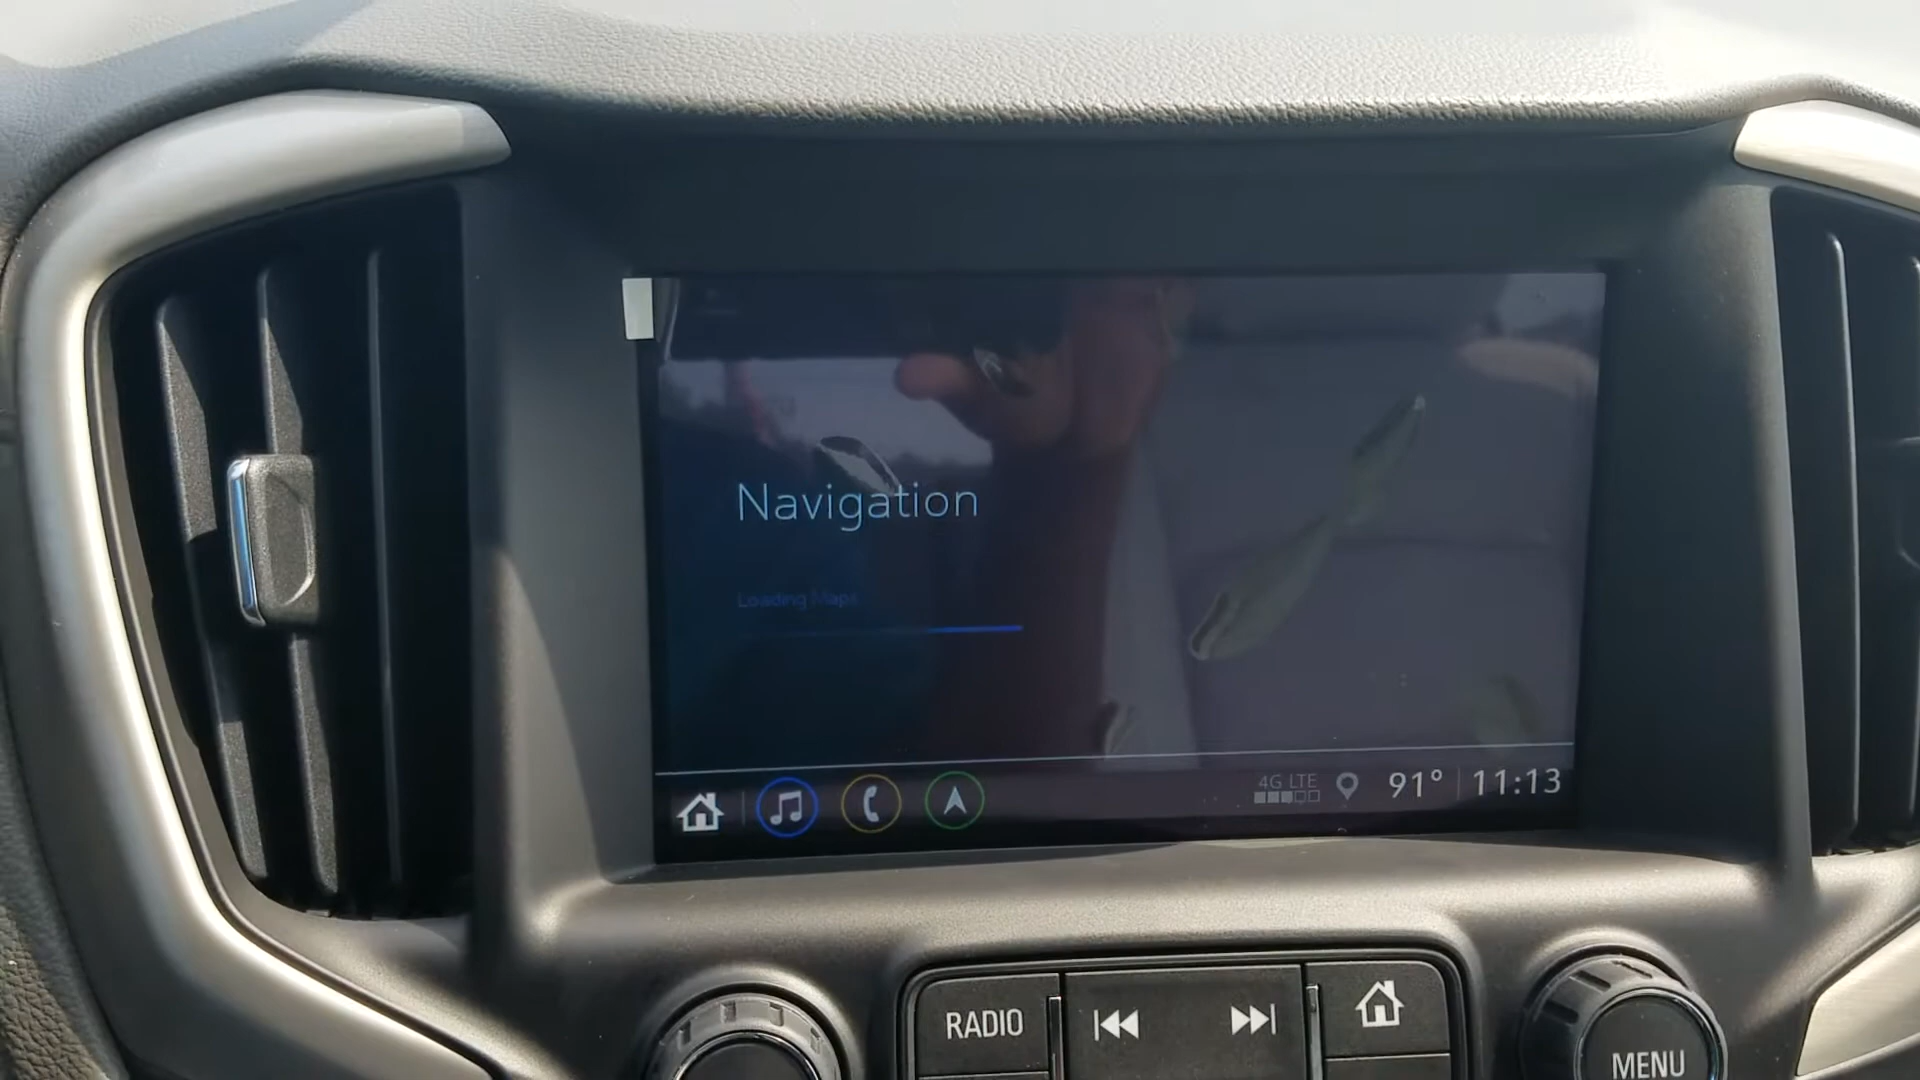 Navigation
Loading Maps
4G LTE
91° 11:13
RADIO
MENU